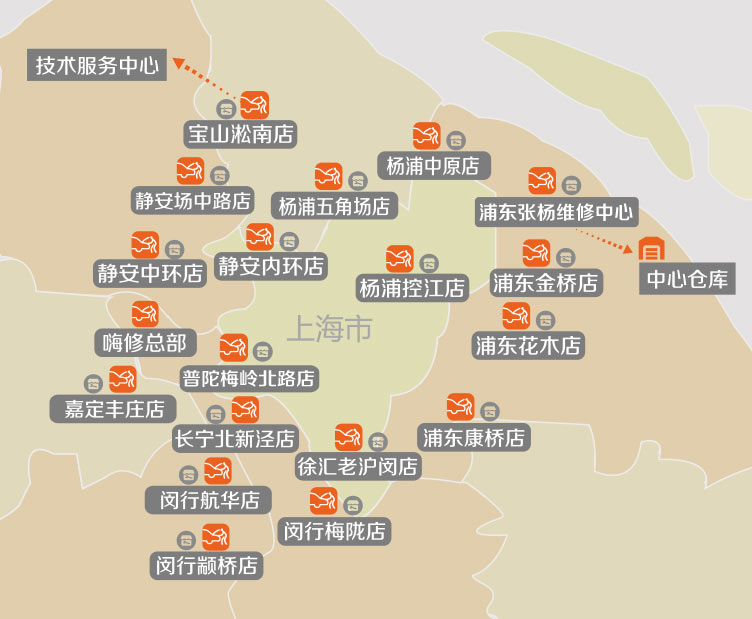 技术服务中心
宝山淞南店
杨浦中原店
静安场中路店
杨浦五角场店
浦东张杨维修中心
静安中环店
静安内环店
杨浦控江店
浦东金桥店
中心仓库
上海市
嗨修总部
浦东花木店
普陀梅岭北路店
嘉定丰庄店
长宁北新泾店
浦东康桥店
徐汇老沪闵店
闵行航华店
闵行梅陇店
闵行颛桥店